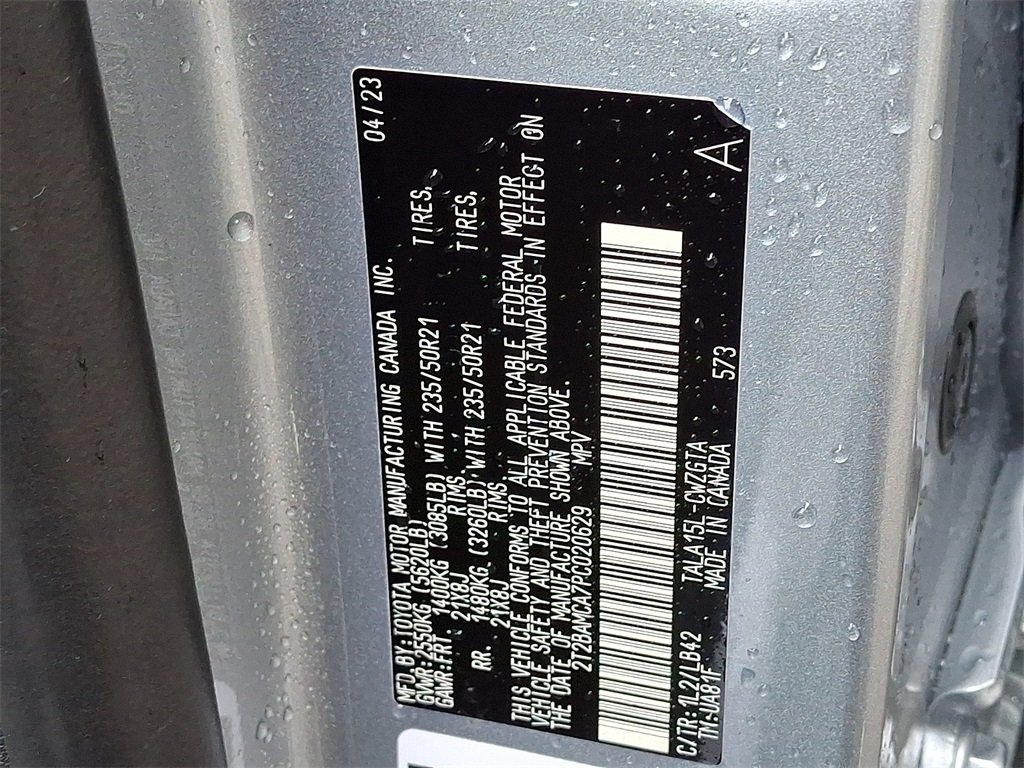 MFD.BY:TOYOTA MOTOR MANUFACTURING CANADA INC. 04/23
GVWR:2550KG (5620LB)
GAWR:FRT. 1400KG (3085LB) WITH 235/50R21 TIRES,
21X8J RIMS.
RR. 1480KG (3260LB) WITH 235/50R21 TIRES,
21X8J RIMS.
THIS VEHICLE CONFORMS TO ALL APPLICABLE FEDERAL MOTOR
VEHICLE SAFETY AND THEFT PREVENTION STANDARDS IN EFFECT ON
THE DATE OF MANUFACTURE SHOWN ABOVE.
2T2BAMCA7PC020629 MPV
A
C/TR:1L2/LB42 TALA15L-CWZGTA
TM:UA81F MADE IN CANADA 573